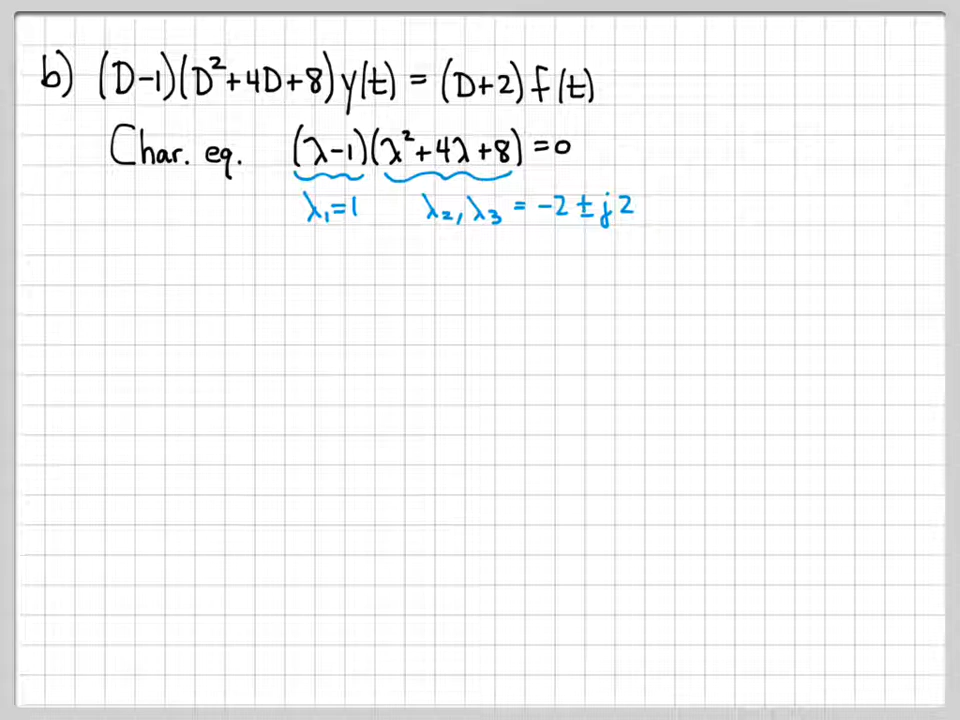 b) (D-1)(D²+4D+8) y(t) = (D+2) f(t)
Char. eq. (λ-1)(λ²+4λ+8) = 0
λ₁=1 λ₂, λ₃ = -2 ± j2